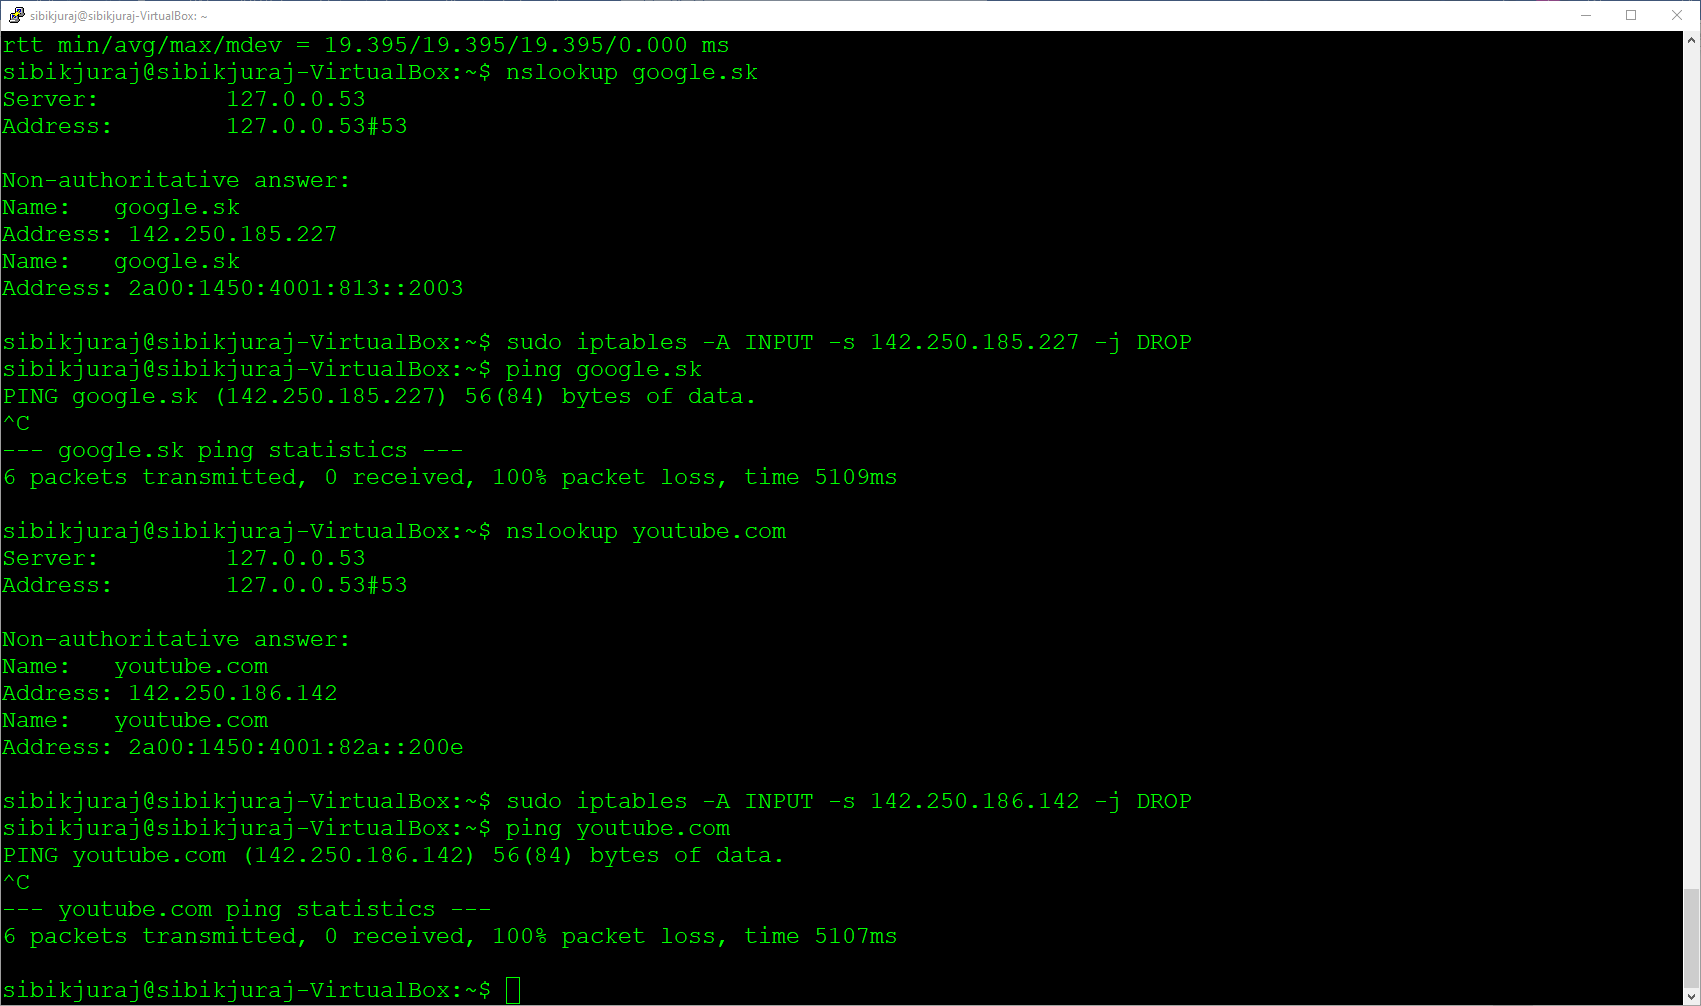 sibikjuraj@sibikjuraj-VirtualBox: ~
rtt min/avg/max/mdev = 19.395/19.395/19.395/0.000 ms
sibikjuraj@sibikjuraj-VirtualBox:~$ nslookup google.sk
Server:         127.0.0.53
Address:        127.0.0.53#53
Non-authoritative answer:
Name:   google.sk
Address: 142.250.185.227
Name:   google.sk
Address: 2a00:1450:4001:813::2003
sibikjuraj@sibikjuraj-VirtualBox:~$ sudo iptables -A INPUT -s 142.250.185.227 -j DROP
sibikjuraj@sibikjuraj-VirtualBox:~$ ping google.sk
PING google.sk (142.250.185.227) 56(84) bytes of data.
^C
--- google.sk ping statistics ---
6 packets transmitted, 0 received, 100% packet loss, time 5109ms
sibikjuraj@sibikjuraj-VirtualBox:~$ nslookup youtube.com
Server:         127.0.0.53
Address:        127.0.0.53#53
Non-authoritative answer:
Name:   youtube.com
Address: 142.250.186.142
Name:   youtube.com
Address: 2a00:1450:4001:82a::200e
sibikjuraj@sibikjuraj-VirtualBox:~$ sudo iptables -A INPUT -s 142.250.186.142 -j DROP
sibikjuraj@sibikjuraj-VirtualBox:~$ ping youtube.com
PING youtube.com (142.250.186.142) 56(84) bytes of data.
^C
--- youtube.com ping statistics ---
6 packets transmitted, 0 received, 100% packet loss, time 5107ms
sibikjuraj@sibikjuraj-VirtualBox:~$